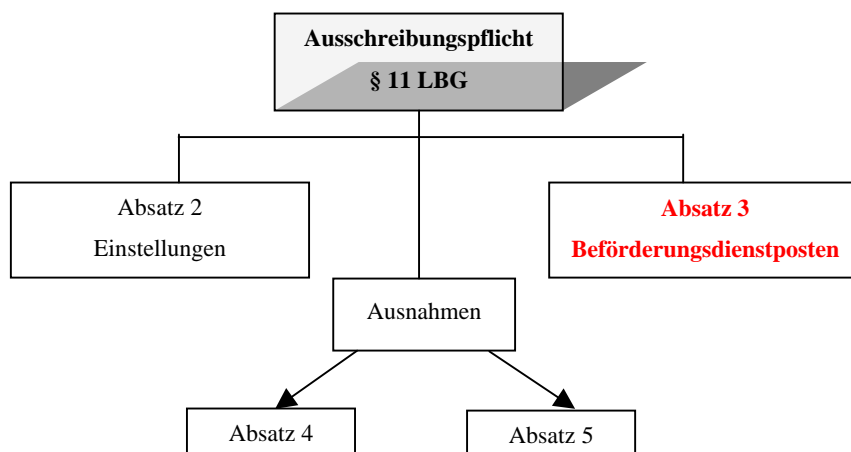 Ausschreibungspflicht
§ 11 LBG
Absatz 2
Einstellungen
Absatz 3
Beförderungsdienstposten
Ausnahmen
Absatz 4
Absatz 5